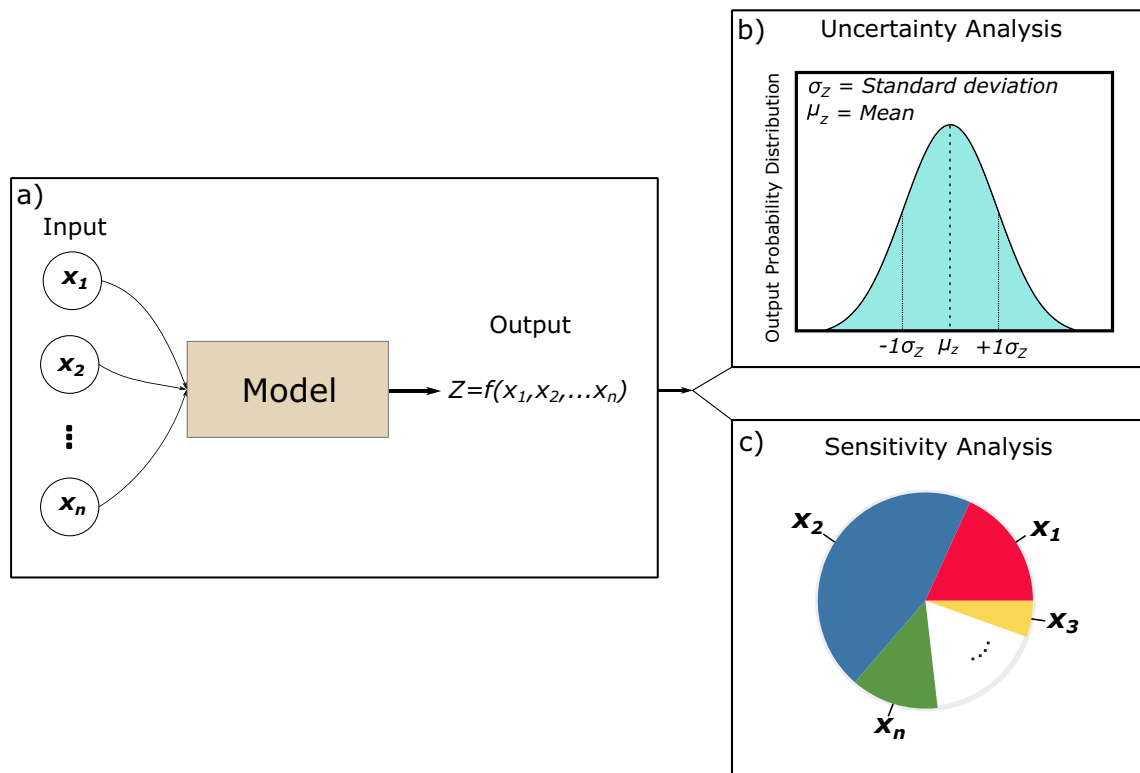 a)
Input
x1
x2
⋮
xn
Model
Output
Z=f(x1,x2,...xn)
b)
Uncertainty Analysis
Output Probability Distribution
σZ = Standard deviation
μz = Mean
-1σZ μz +1σZ
c)
Sensitivity Analysis
x2
x1
x3
....
xn